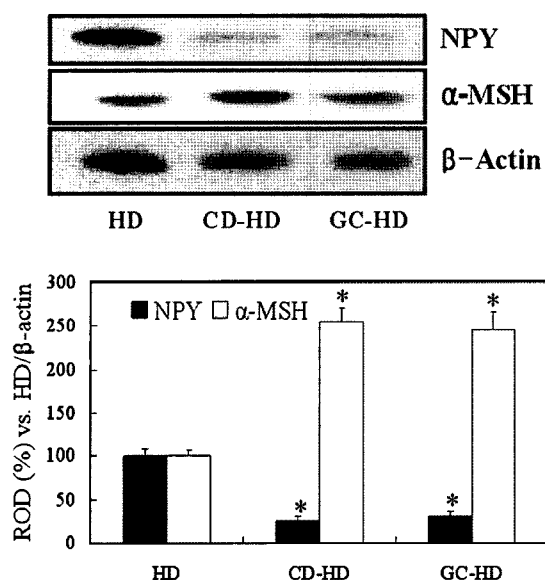 NPY
α-MSH
β-Actin
HD CD-HD GC-HD
ROD (%) vs. HD/β-actin
300
250
200
150
100
50
0
NPY α-MSH
* *
* *
HD CD-HD GC-HD